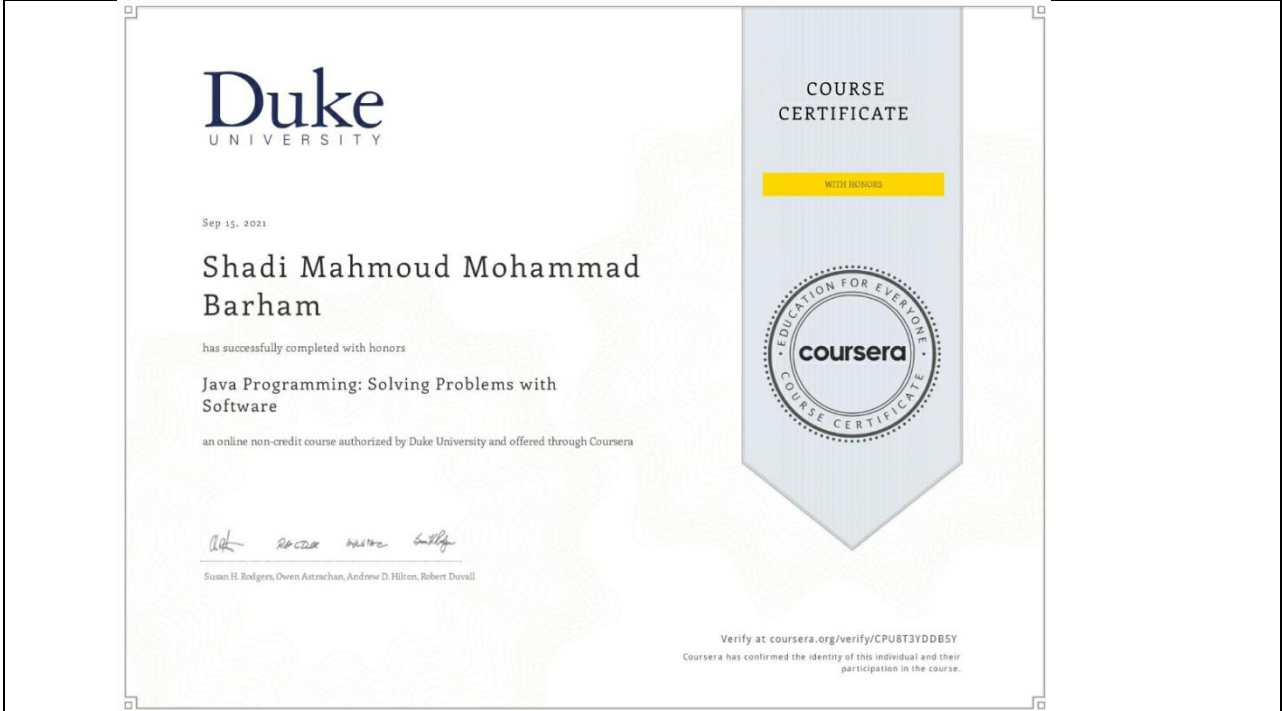 Duke
UNIVERSITY
Sep 15, 2021
Shadi Mahmoud Mohammad
Barham
has successfully completed with honors
Java Programming: Solving Problems with
Software
an online non-credit course authorized by Duke University and offered through Coursera
Susan H. Rodgers, Owen Astrachan, Andrew D. Hilton, Robert Duvall
COURSE
CERTIFICATE
WITH HONORS
EDUCATION FOR EVERYONE
coursera
COURSE CERTIFICATE
Verify at coursera.org/verify/CPU8T3YDDB5Y
Coursera has confirmed the identity of this individual and their
participation in the course.